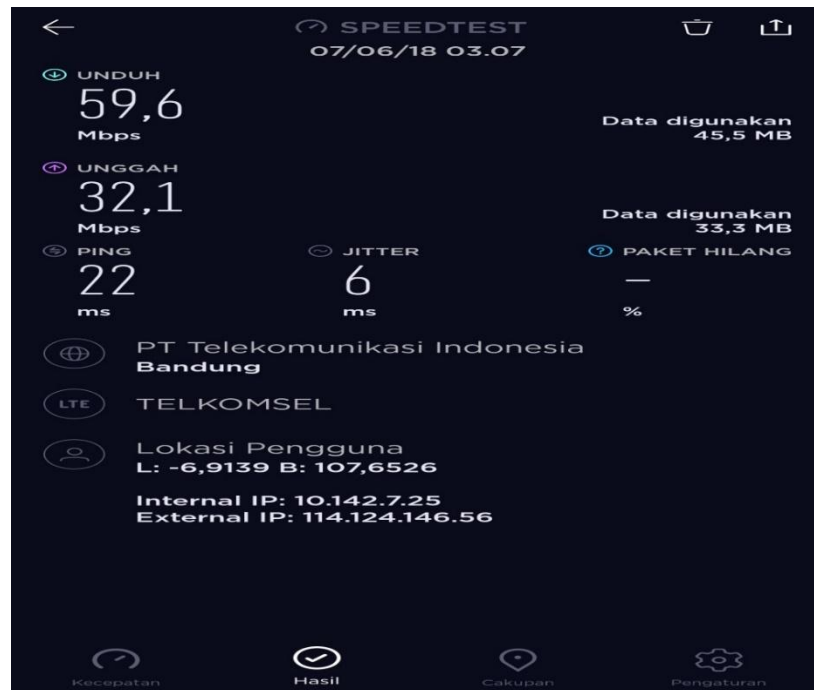 SPEEDTEST
07/06/18 03.07
UNDUH
59,6
Mbps
Data digunakan
45,5 MB
UNGGAH
32,1
Mbps
Data digunakan
33,3 MB
PING
22
ms
JITTER
6
ms
PAKET HILANG
–
%
PT Telekomunikasi Indonesia
Bandung
LTE
TELKOMSEL
Lokasi Pengguna
L: -6,9139 B: 107,6526
Internal IP: 10.142.7.25
External IP: 114.124.146.56
Kecepatan
Hasil
Cakupan
Pengaturan